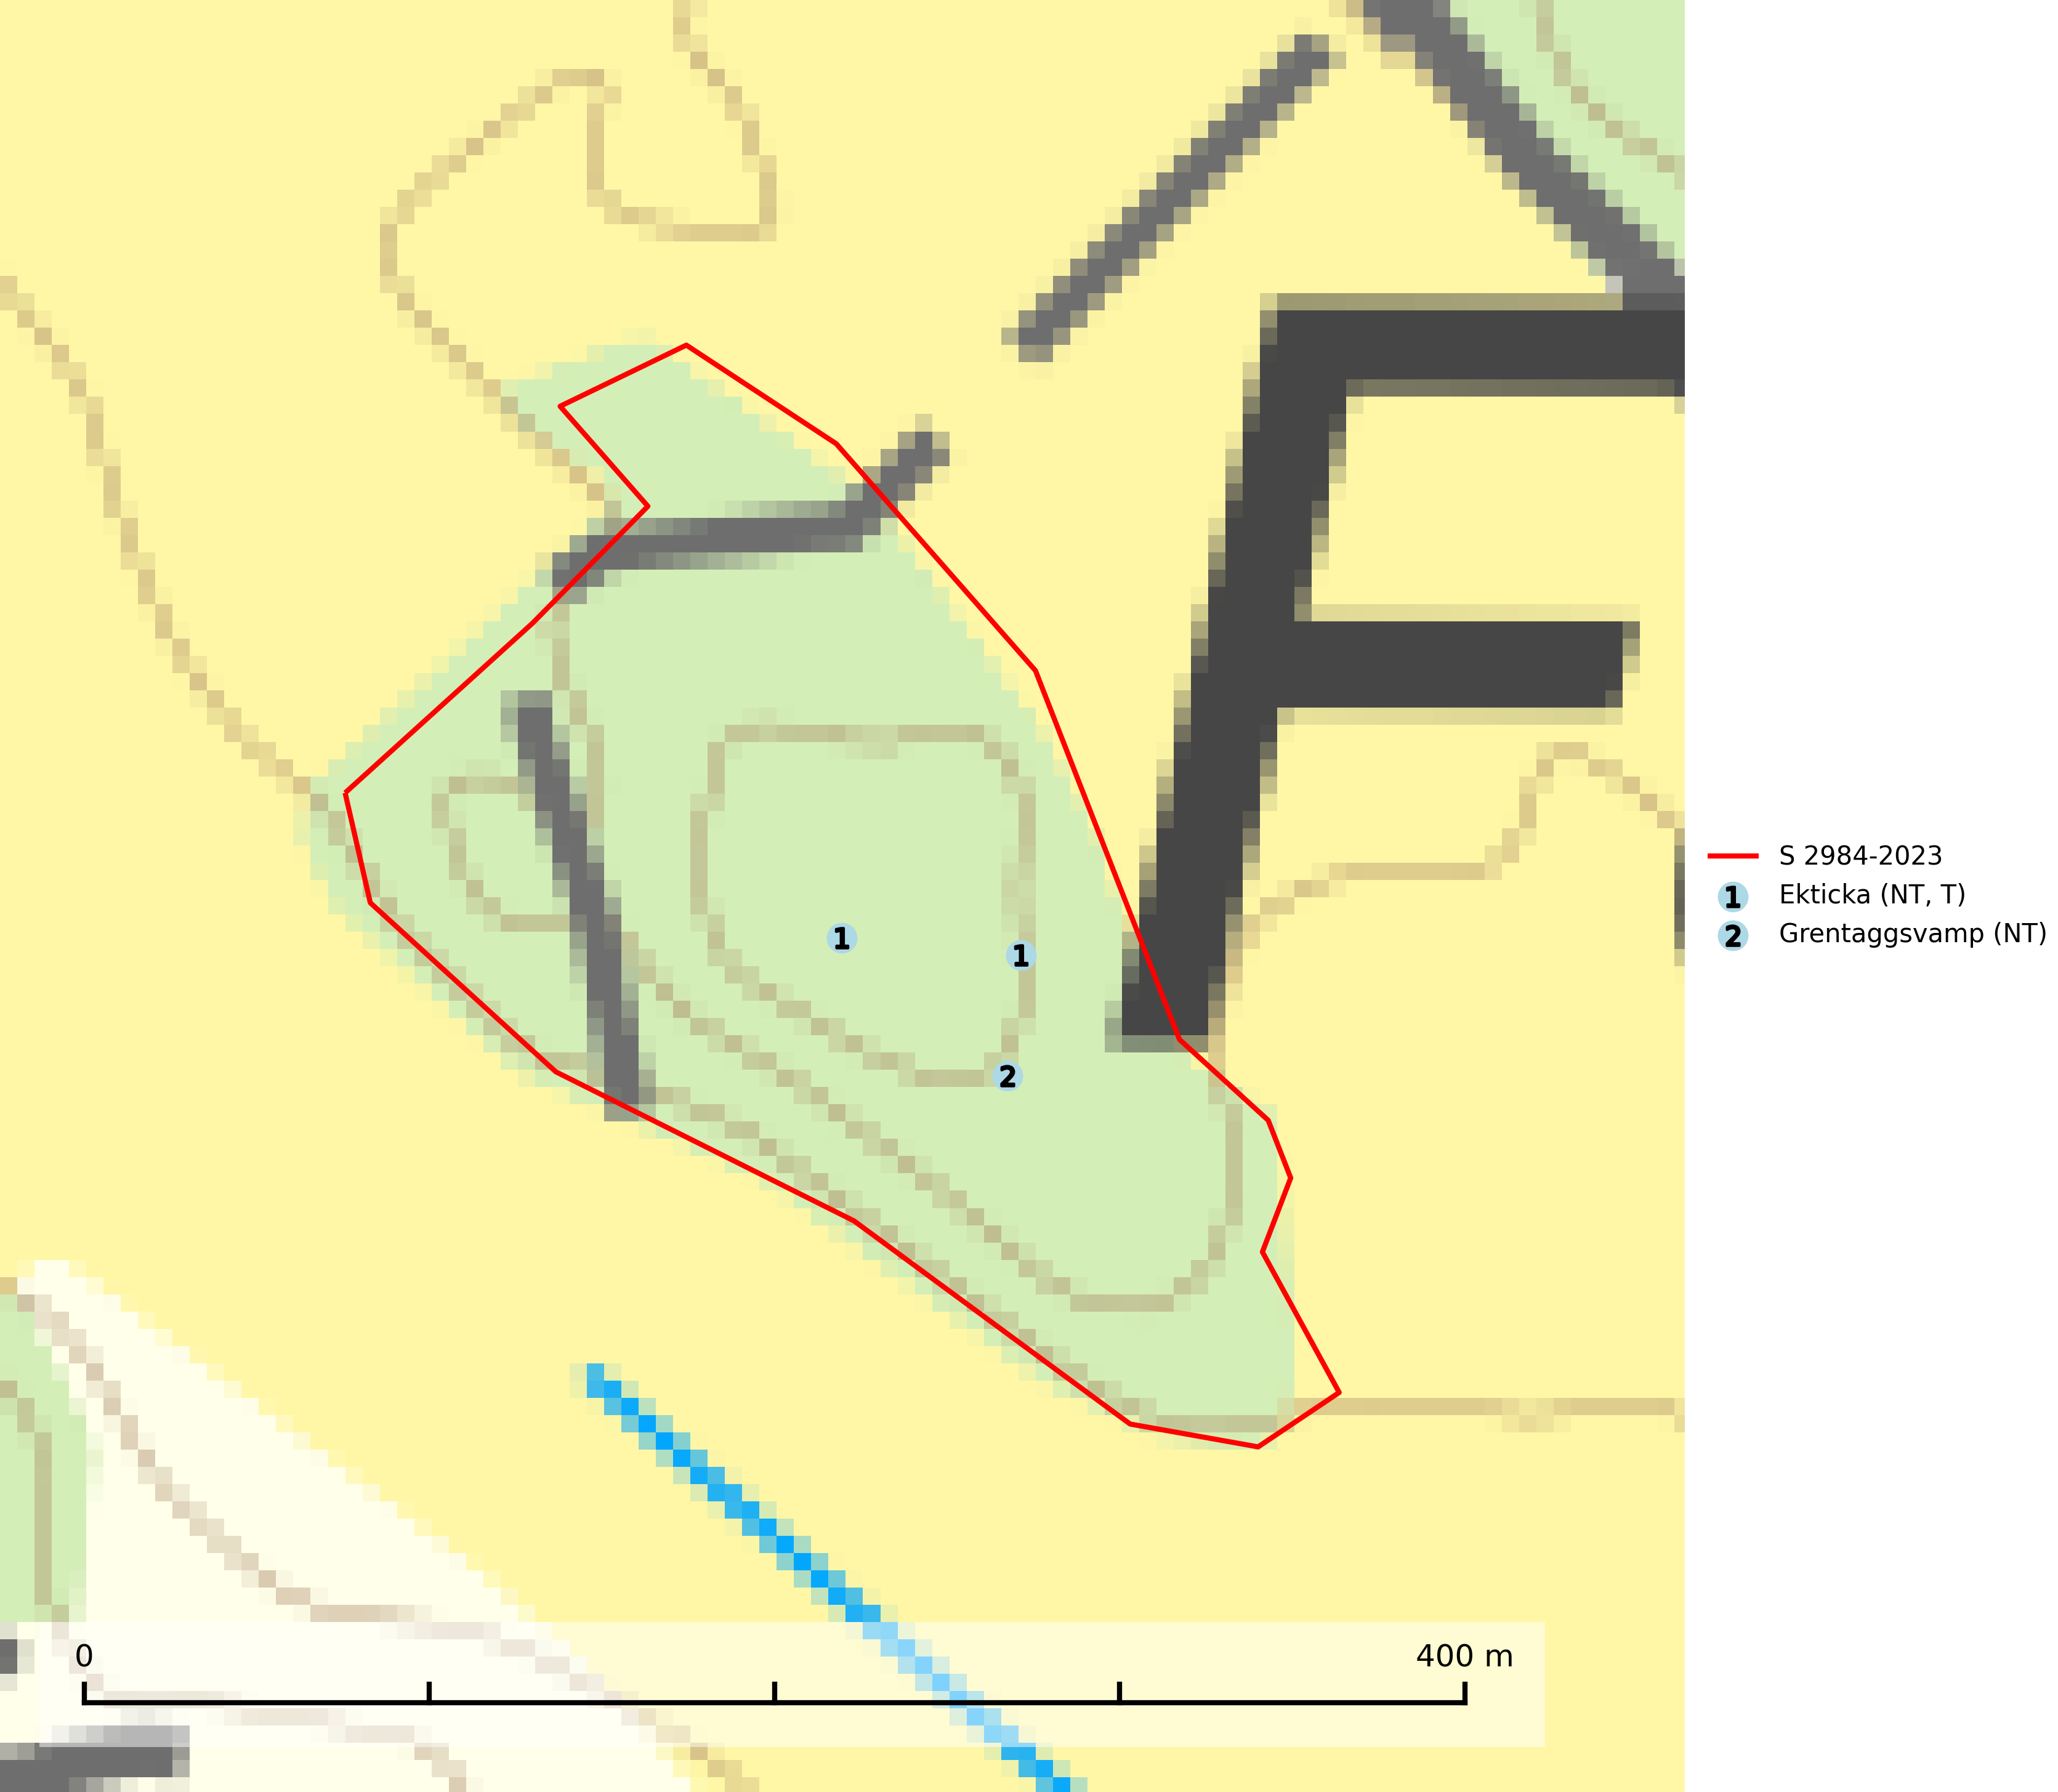 1
1
2
S 2984-2023
1 Ekticka (NT, T)
2 Grentaggsvamp (NT)
0 400 m